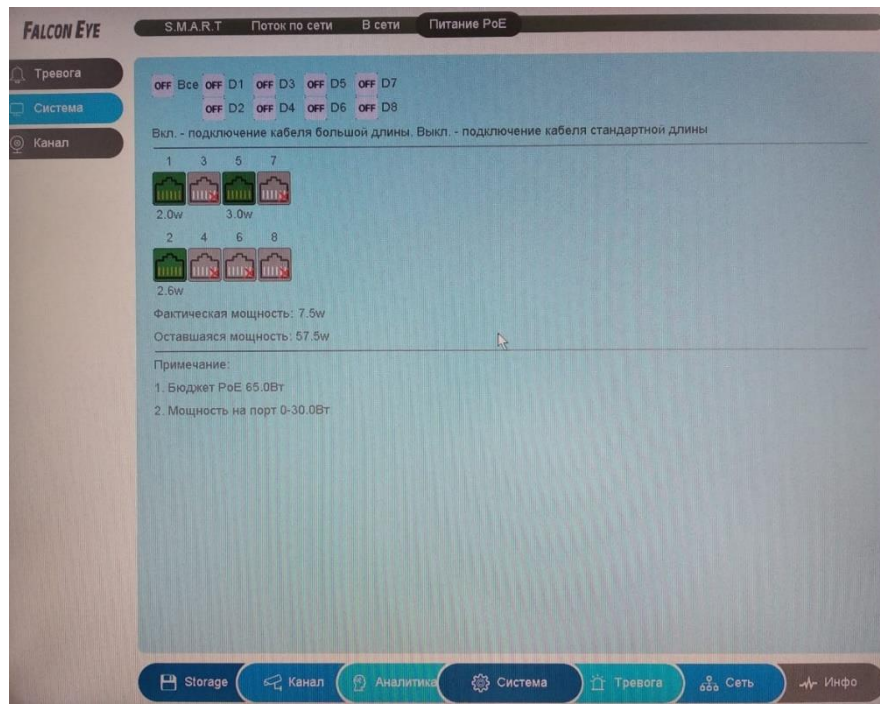 FALCON EYE
S.M.A.R.T Поток по сети В сети Питание PoE
Тревога
Система
Канал
OFF Все OFF D1 OFF D3 OFF D5 OFF D7
OFF D2 OFF D4 OFF D6 OFF D8
Вкл. - подключение кабеля большой длины. Выкл. - подключение кабеля стандартной длины
1 3 5 7
2.0w 3.0w
2 4 6 8
2.6w
Фактическая мощность: 7.5w
Оставшаяся мощность: 57.5w
Примечание:
1. Бюджет PoE 65.0Вт
2. Мощность на порт 0-30.0Вт
Storage Канал Аналитика Система Тревога Сеть Инфо